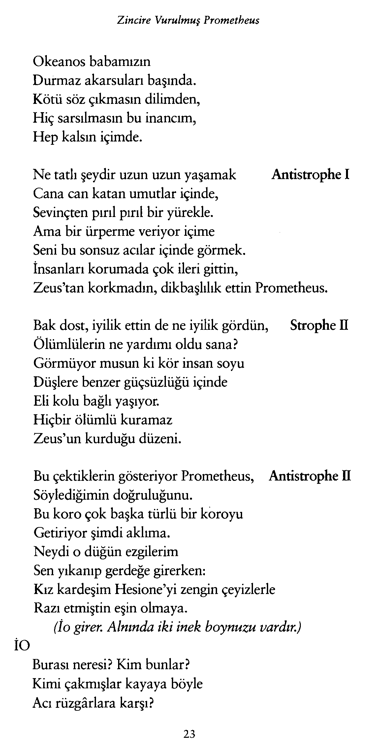 Zincire Vurulmuş Prometheus
Okeanos babamızın
Durmaz akarsuları başında.
Kötü söz çıkmasın dilimden,
Hiç sarsılmasın bu inancım,
Hep kalsın içimde.
Ne tatlı şeydir uzun uzun yaşamak Antistrophe I
Cana can katan umutlar içinde,
Sevinçten pırıl pırıl bir yürekle.
Ama bir ürperme veriyor içime
Seni bu sonsuz acılar içinde görmek.
İnsanları korumada çok ileri gittin,
Zeus'tan korkmadın, dikbaşlılık ettin Prometheus.
Bak dost, iyilik ettin de ne iyilik gördün, Strophe II
Ölümlülerin ne yardımı oldu sana?
Görmüyor musun ki kör insan soyu
Düşlere benzer güçsüzlüğü içinde
Eli kolu bağlı yaşıyor.
Hiçbir ölümlü kuramaz
Zeus'un kurduğu düzeni.
Bu çektiklerin gösteriyor Prometheus, Antistrophe II
Söylediğimin doğruluğunu.
Bu koro çok başka türlü bir koroyu
Getiriyor şimdi aklıma.
Neydi o düğün ezgilerim
Sen yıkanıp gerdeğe girerken:
Kız kardeşim Hesione'yi zengin çeyizlerle
Razı etmiştin eşin olmaya.
(İo girer. Alnında iki inek boynuzu vardır.)
İO
Burası neresi? Kim bunlar?
Kimi çakmışlar kayaya böyle
Acı rüzgârlara karşı?
23